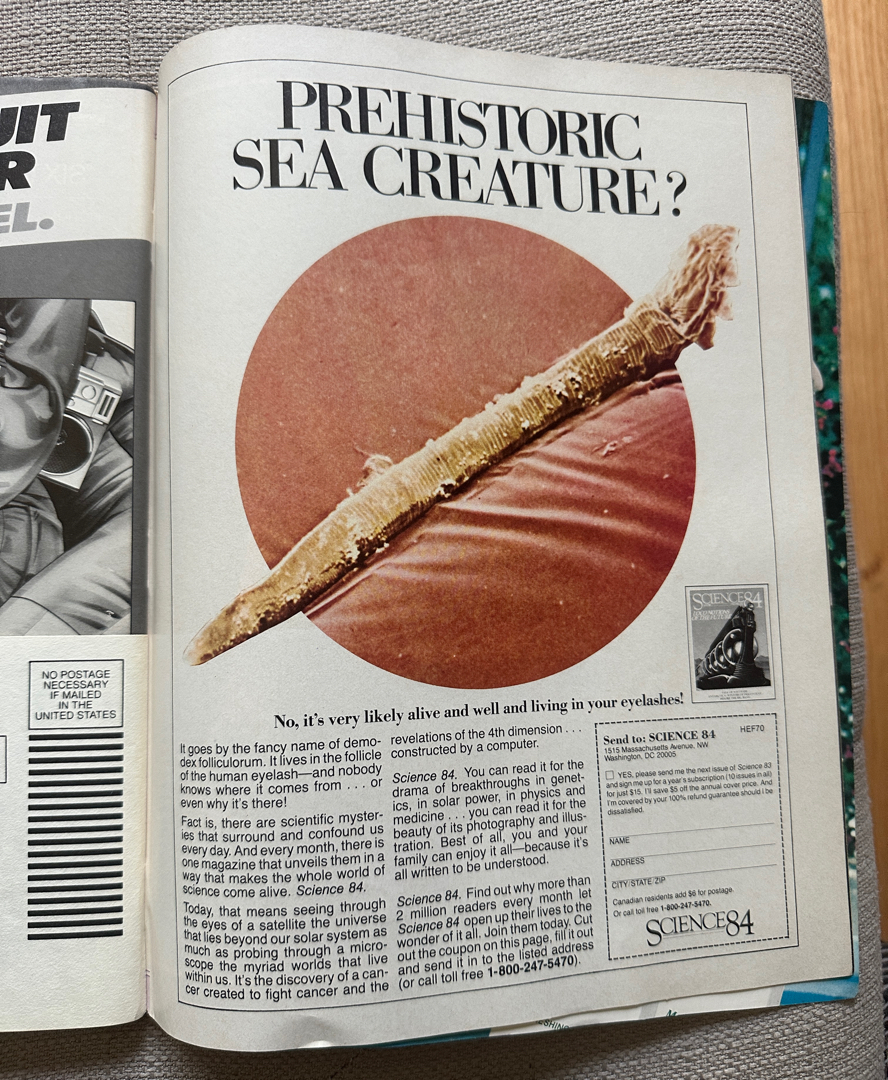 UIT
R
EL.
NO POSTAGE
NECESSARY
IF MAILED
IN THE
UNITED STATES
PREHISTORIC
SEA CREATURE?
SCIENCE 84
No, it's very likely alive and well and living in your eyelashes!
It goes by the fancy name of demo-
dex folliculorum. It lives in the follicle
of the human eyelash—and nobody
knows where it comes from . . . or
even why it's there!
Fact is, there are scientific myster-
ies that surround and confound us
every day. And every month, there is
one magazine that unveils them in a
way that makes the whole world of
science come alive. Science 84.
Today, that means seeing through
the eyes of a satellite the universe
that lies beyond our solar system as
much as probing through a micro-
scope the myriad worlds that live
within us. It's the discovery of a can-
cer created to fight cancer and the
revelations of the 4th dimension . . .
constructed by a computer.
Science 84. You can read it for the
drama of breakthroughs in genet-
ics, in solar power, in physics and
medicine . . . you can read it for the
beauty of its photography and illus-
tration. Best of all, you and your
family can enjoy it all—because it's
all written to be understood.
Science 84. Find out why more than
2 million readers every month let
Science 84 open up their lives to the
wonder of it all. Join them today. Cut
out the coupon on this page, fill it out
and send it in to the listed address
(or call toll free 1-800-247-5470).
Send to: SCIENCE 84 HEF70
1515 Massachusetts Avenue, NW
Washington, DC 20005
YES, please send me the next issue of Science 83
and sign me up for a year's subscription (10 issues in all)
for just $15. I'll save $5 off the annual cover price. And
I'm covered by your 100% refund guarantee should I be
dissatisfied.
NAME
ADDRESS
CITY/STATE/ZIP
Canadian residents add $6 for postage.
Or call toll free 1-800-247-5470.
SCIENCE 84